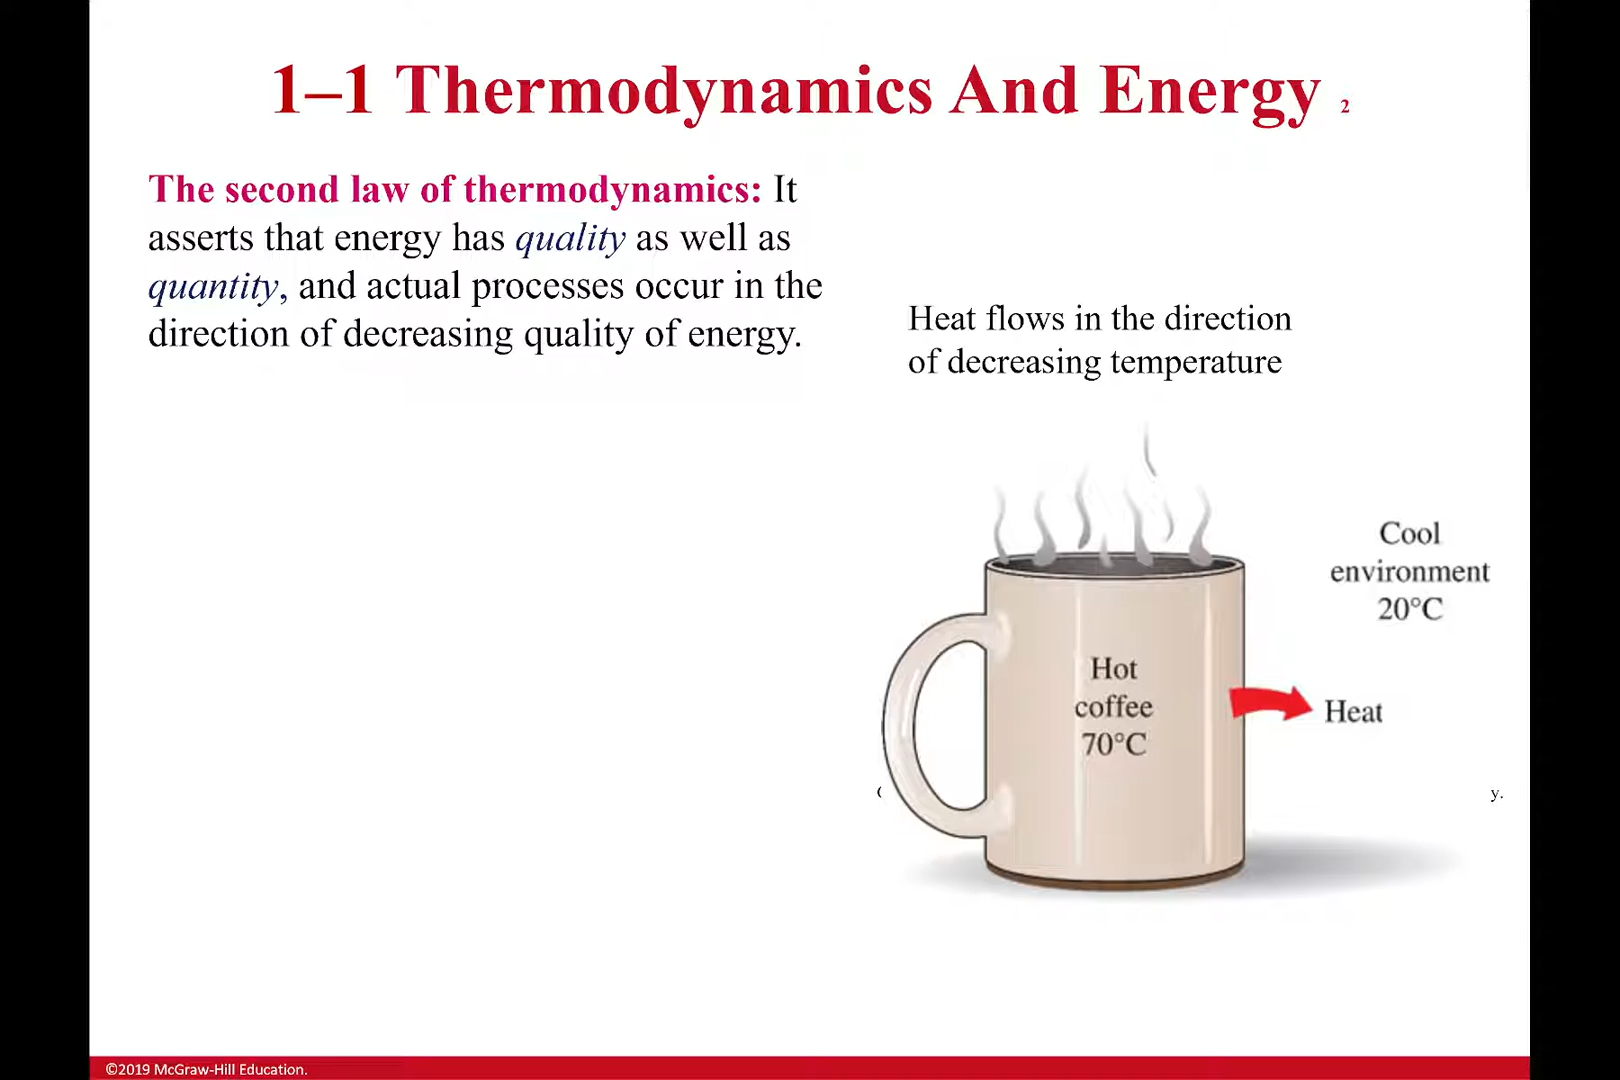 1–1 Thermodynamics And Energy 2
The second law of thermodynamics: It
asserts that energy has quality as well as
quantity, and actual processes occur in the
direction of decreasing quality of energy.
Heat flows in the direction
of decreasing temperature
Cool
environment
20°C
Hot
coffee
70°C
Heat
y.
©2019 McGraw-Hill Education.